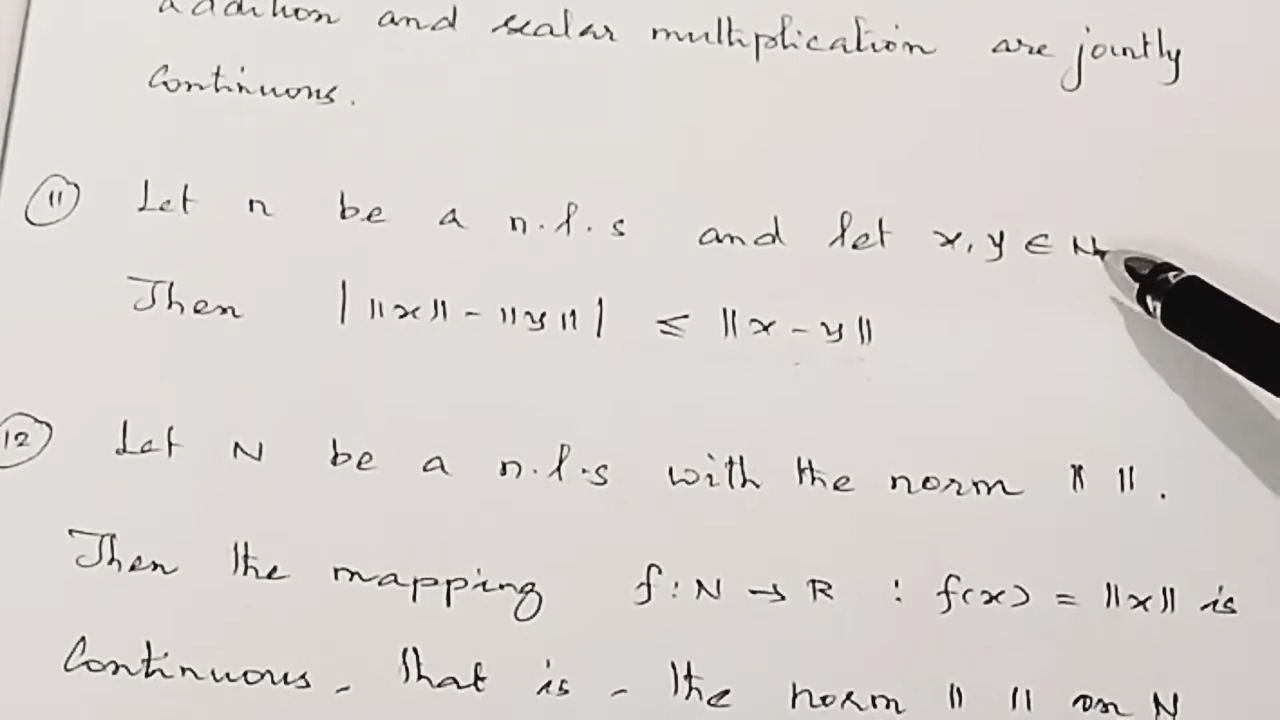 addition and scalar multiplication are jointly
continuous.
11 Let n be a n.l.s and let x, y ∈ N
Then | ||x|| - ||y|| | ≤ ||x - y||
12 Let N be a n.l.s with the norm || ||.
Then the mapping f : N → R : f(x) = ||x|| is
Continuous. That is - the norm || || on N